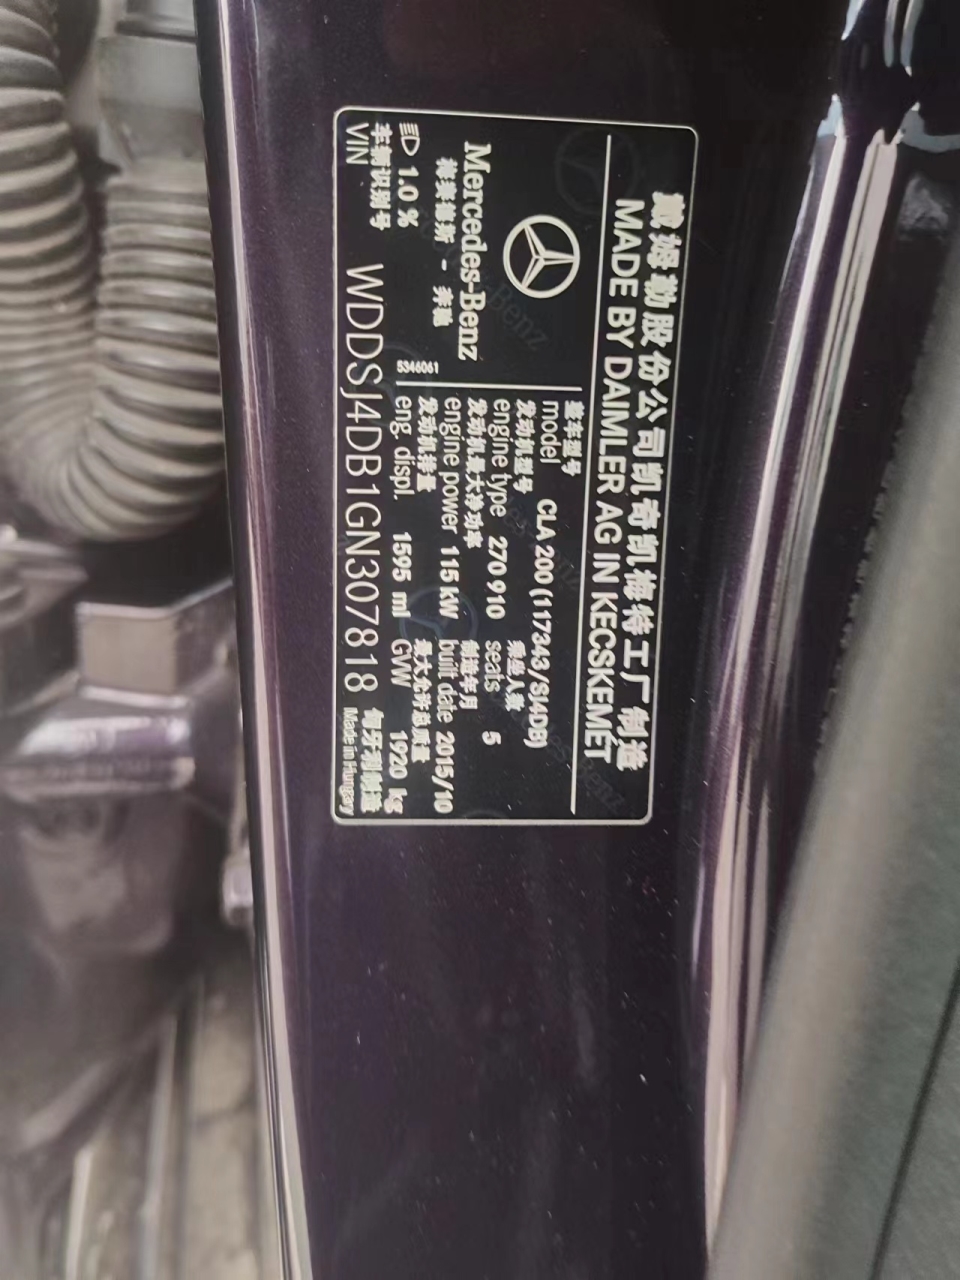 戴姆勒股份公司凯奇凯梅特工厂制造
MADE BY DAIMLER AG IN KECSKEMÉT
整车型号
model CLA 200 (117343/SJ4DB)
发动机型号 乘坐人数
engine type 270 910 seats 5
发动机最大净功率 制造年月
engine power 115 kW built date 2015/10
发动机排量 最大允许总质量
eng. displ. 1595 ml GVW 1920 kg
Mercedes-Benz
梅赛德斯 - 奔驰
1.0 %
5346061
车辆识别号 匈牙利制造
VIN WDDSJ4DB1GN307818 Made in Hungary